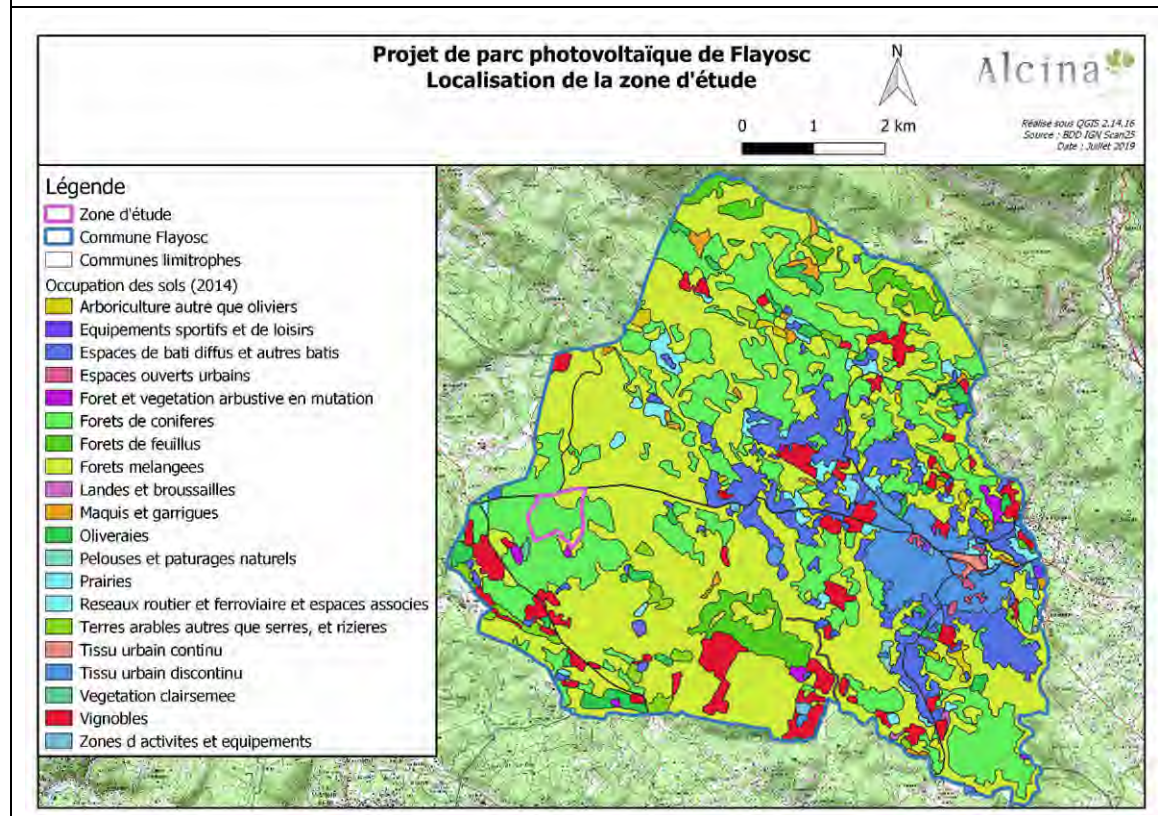 Projet de parc photovoltaïque de Flayosc
Localisation de la zone d'étude
N
Alcina
0 1 2 km
Réalisé sous QGIS 2.14.16
Source : BDD IGN Scan25
Date : Juillet 2019
Légende
Zone d'étude
Commune Flayosc
Communes limitrophes
Occupation des sols (2014)
Arboriculture autre que oliviers
Equipements sportifs et de loisirs
Espaces de bati diffus et autres batis
Espaces ouverts urbains
Foret et vegetation arbustive en mutation
Forets de coniferes
Forets de feuillus
Forets melangees
Landes et broussailles
Maquis et garrigues
Oliveraies
Pelouses et paturages naturels
Prairies
Reseaux routier et ferroviaire et espaces associes
Terres arables autres que serres, et rizieres
Tissu urbain continu
Tissu urbain discontinu
Vegetation clairsemee
Vignobles
Zones d activites et equipements